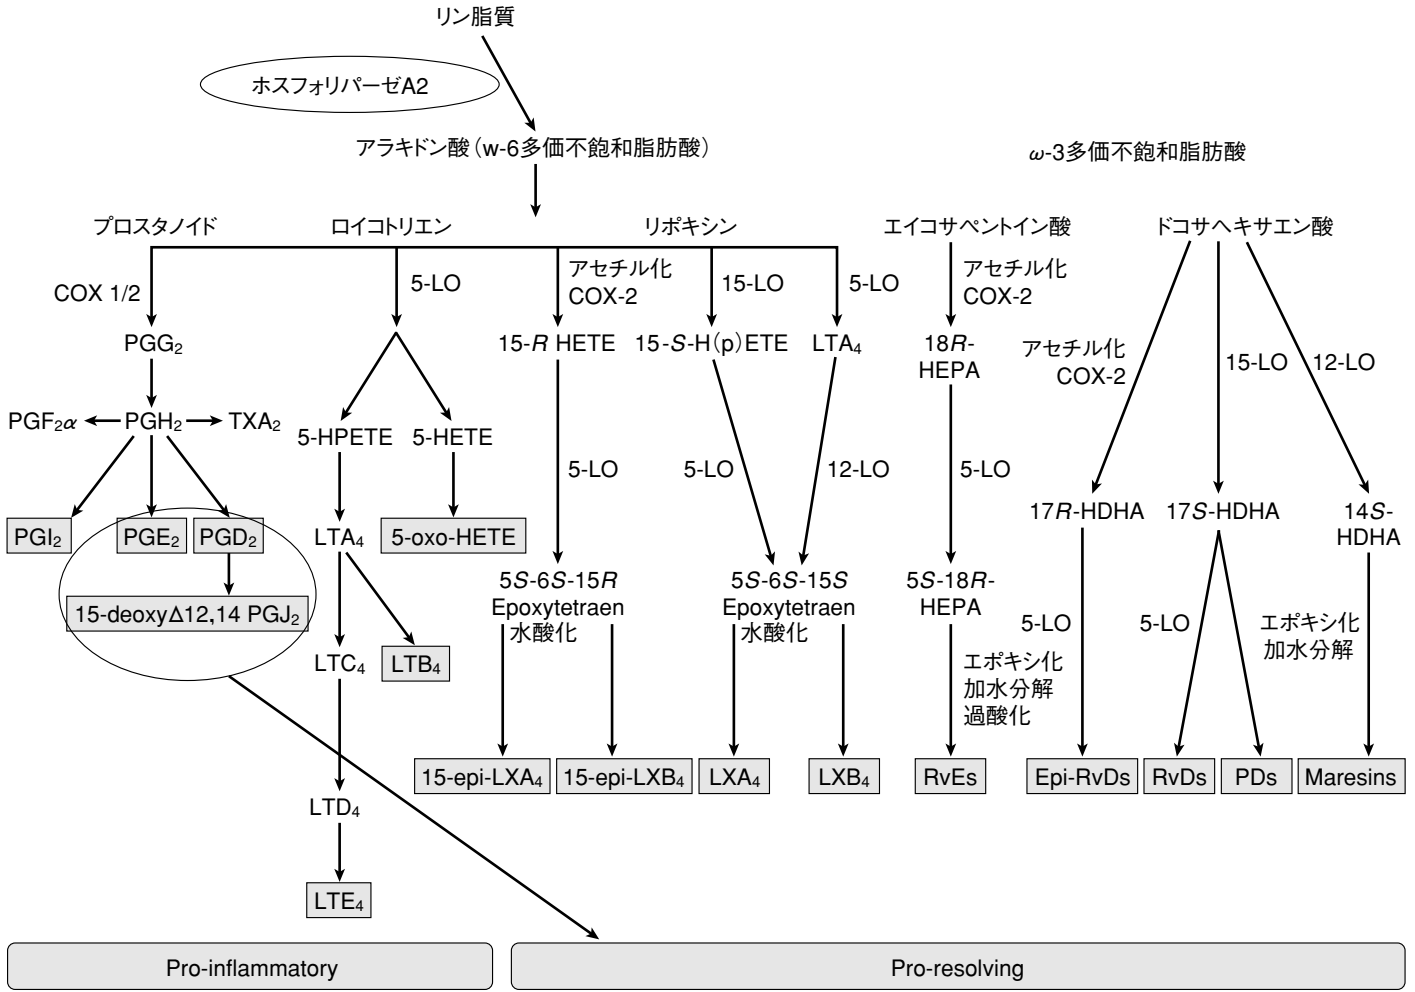 リン脂質
ホスフォリパーゼA2
アラキドン酸（w-6多価不飽和脂肪酸）
ω-3多価不飽和脂肪酸
プロスタノイド
ロイコトリエン
リポキシン
エイコサペントイン酸
ドコサヘキサエン酸
COX 1/2
5-LO
アセチル化
COX-2
15-LO
5-LO
アセチル化
COX-2
PGG₂
15-R HETE
15-S-H(p)ETE
LTA₄
18R-
HEPA
アセチル化
COX-2
15-LO
12-LO
PGF₂α
PGH₂
TXA₂
5-HPETE
5-HETE
5-LO
5-LO
12-LO
5-LO
17R-HDHA
17S-HDHA
14S-
HDHA
PGI₂
PGE₂
PGD₂
LTA₄
5-oxo-HETE
5S-6S-15R
Epoxytetraen
水酸化
5S-6S-15S
Epoxytetraen
水酸化
5S-18R-
HEPA
15-deoxyΔ12,14 PGJ₂
5-LO
5-LO
エポキシ化
加水分解
LTC₄
LTB₄
エポキシ化
加水分解
過酸化
15-epi-LXA₄
15-epi-LXB₄
LXA₄
LXB₄
RvEs
Epi-RvDs
RvDs
PDs
Maresins
LTD₄
LTE₄
Pro-inflammatory
Pro-resolving